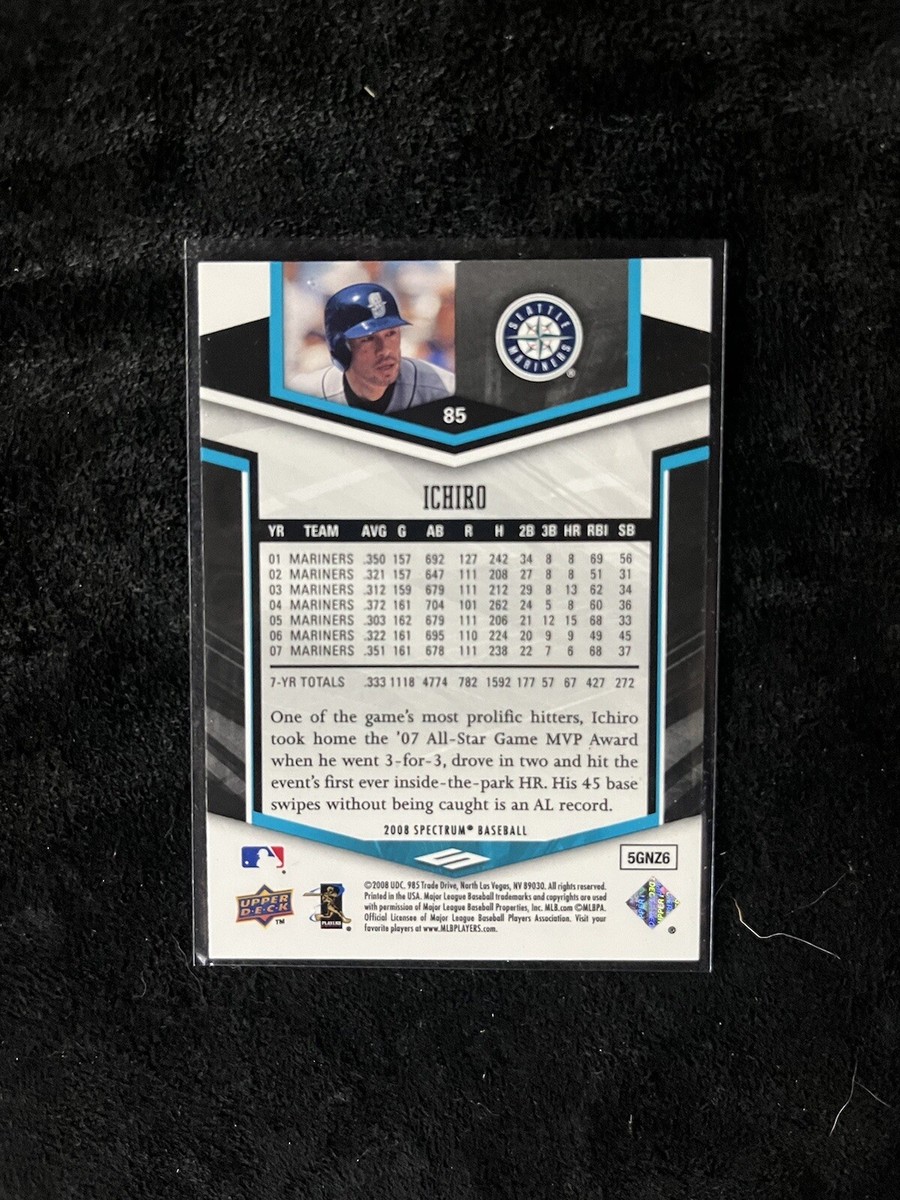 SEATTLE
MARINERS
®
85
ICHIRO
YR TEAM AVG G AB R H 2B 3B HR RBI SB
01 MARINERS .350 157 692 127 242 34 8 8 69 56
02 MARINERS .321 157 647 111 208 27 8 8 51 31
03 MARINERS .312 159 679 111 212 29 8 13 62 34
04 MARINERS .372 161 704 101 262 24 5 8 60 36
05 MARINERS .303 162 679 111 206 21 12 15 68 33
06 MARINERS .322 161 695 110 224 20 9 9 49 45
07 MARINERS .351 161 678 111 238 22 7 6 68 37
7-YR TOTALS .333 1118 4774 782 1592 177 57 67 427 272
One of the game's most prolific hitters, Ichiro
took home the '07 All-Star Game MVP Award
when he went 3-for-3, drove in two and hit the
event's first ever inside-the-park HR. His 45 base
swipes without being caught is an AL record.
2008 SPECTRUM® BASEBALL
5GNZ6
©2008 UDC. 985 Trade Drive, North Las Vegas, NV 89030. All rights reserved.
Printed in the USA. Major League Baseball trademarks and copyrights are used
with permission of Major League Baseball Properties, Inc. MLB.com ©MLBPA.
Official Licensee of Major League Baseball Players Association. Visit your
favorite players at www.MLBPLAYERS.com.
UPPER
D·E·C·K
TM
PLAYERS
®
®